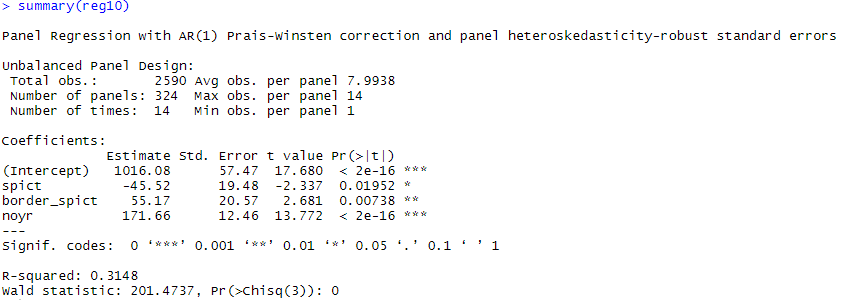 > summary(reg10)
Panel Regression with AR(1) Prais-Winsten correction and panel heteroskedasticity-robust standard errors
Unbalanced Panel Design:
 Total obs.:       2590 Avg obs. per panel 7.9938
 Number of panels: 324  Max obs. per panel 14
 Number of times:  14   Min obs. per panel 1
Coefficients:
             Estimate Std. Error t value Pr(>|t|)
(Intercept)   1016.08      57.47  17.680  < 2e-16 ***
spict          -45.52      19.48  -2.337  0.01952 *
border_spict    55.17      20.57   2.681  0.00738 **
noyr           171.66      12.46  13.772  < 2e-16 ***
---
Signif. codes:  0 ‘***’ 0.001 ‘**’ 0.01 ‘*’ 0.05 ‘.’ 0.1 ‘ ’ 1
R-squared: 0.3148
Wald statistic: 201.4737, Pr(>Chisq(3)): 0